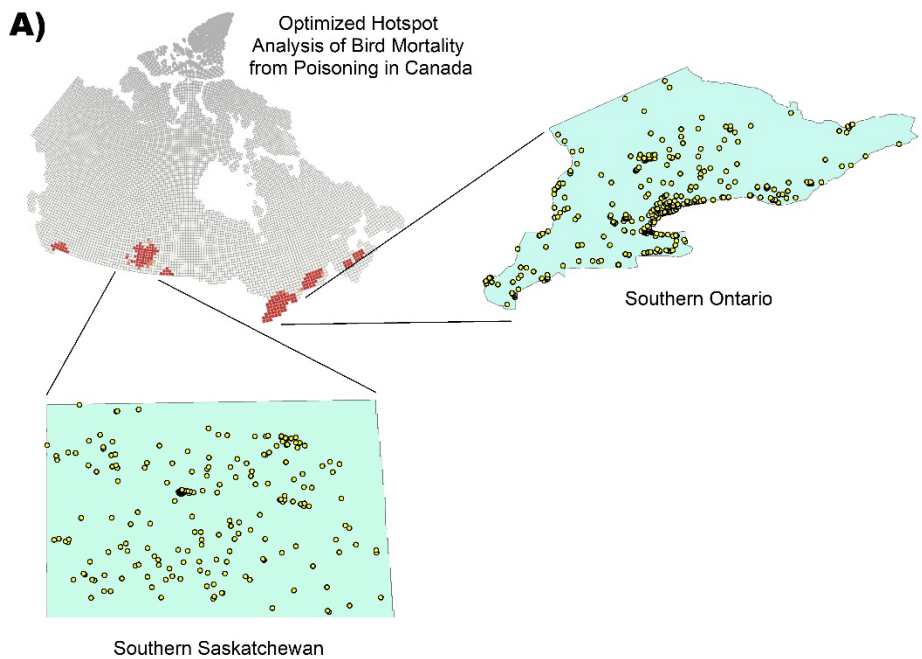 A)
Optimized Hotspot
Analysis of Bird Mortality
from Poisoning in Canada
Southern Ontario
Southern Saskatchewan